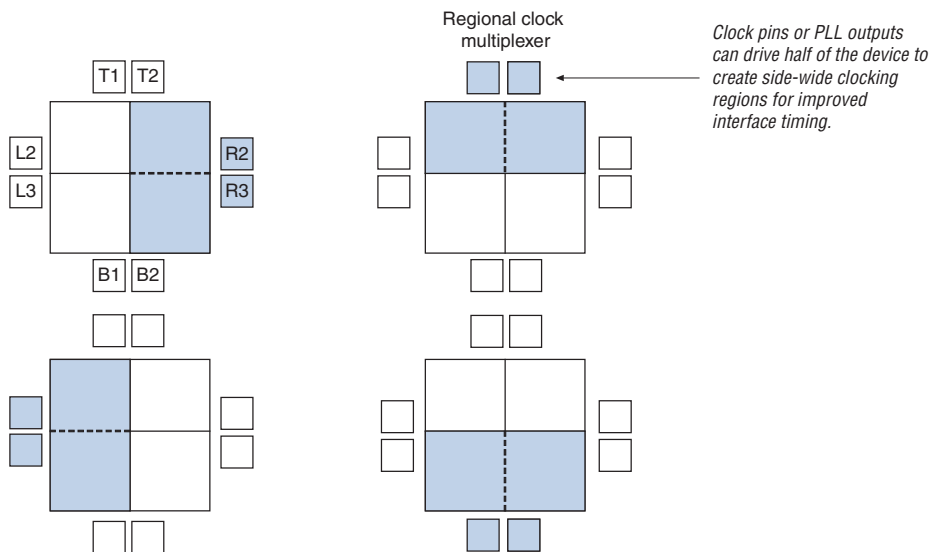 Regional clock
multiplexer
Clock pins or PLL outputs
can drive half of the device to
create side-wide clocking
regions for improved
interface timing.
T1 T2
L2 R2
L3 R3
B1 B2